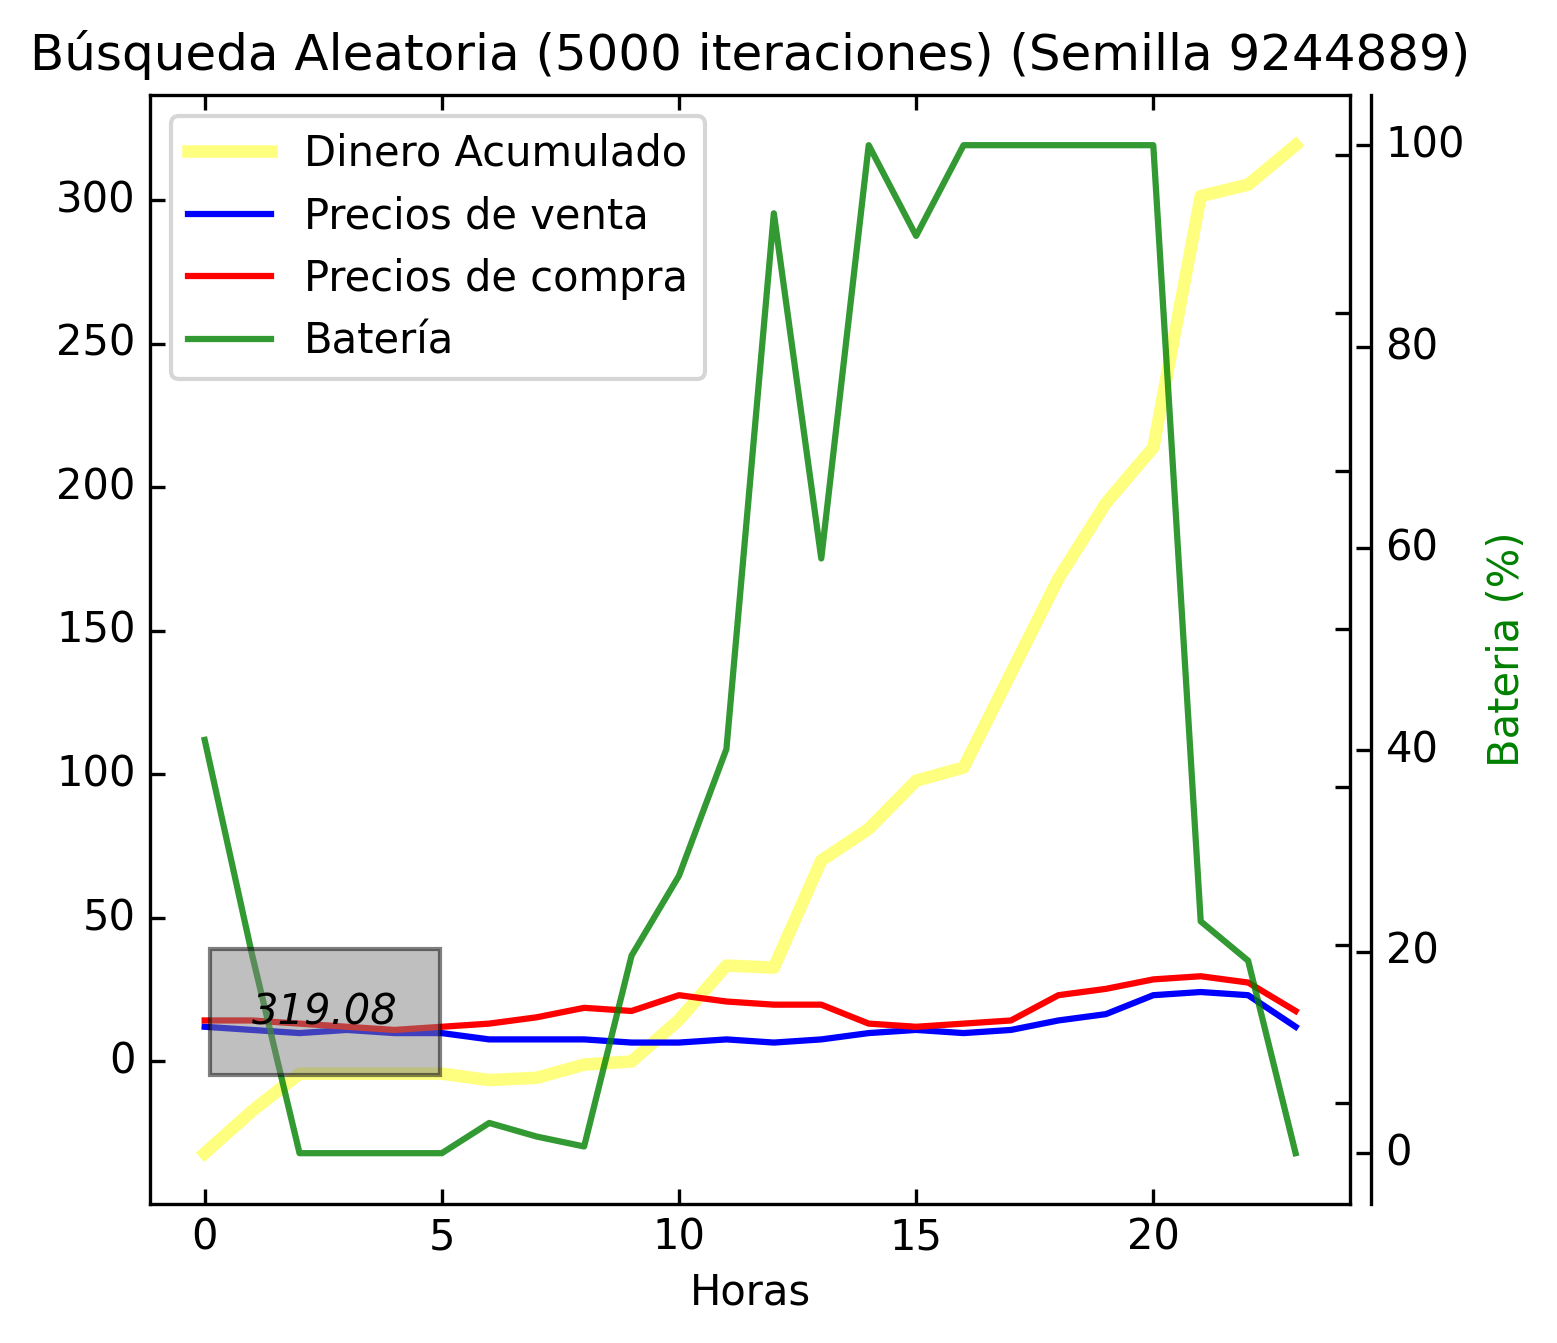 Búsqueda Aleatoria (5000 iteraciones) (Semilla 9244889)
Dinero Acumulado
Precios de venta
Precios de compra
Batería
300
250
200
150
100
50
0
319.08
100
80
60
40
20
0
Bateria (%)
0 5 10 15 20
Horas